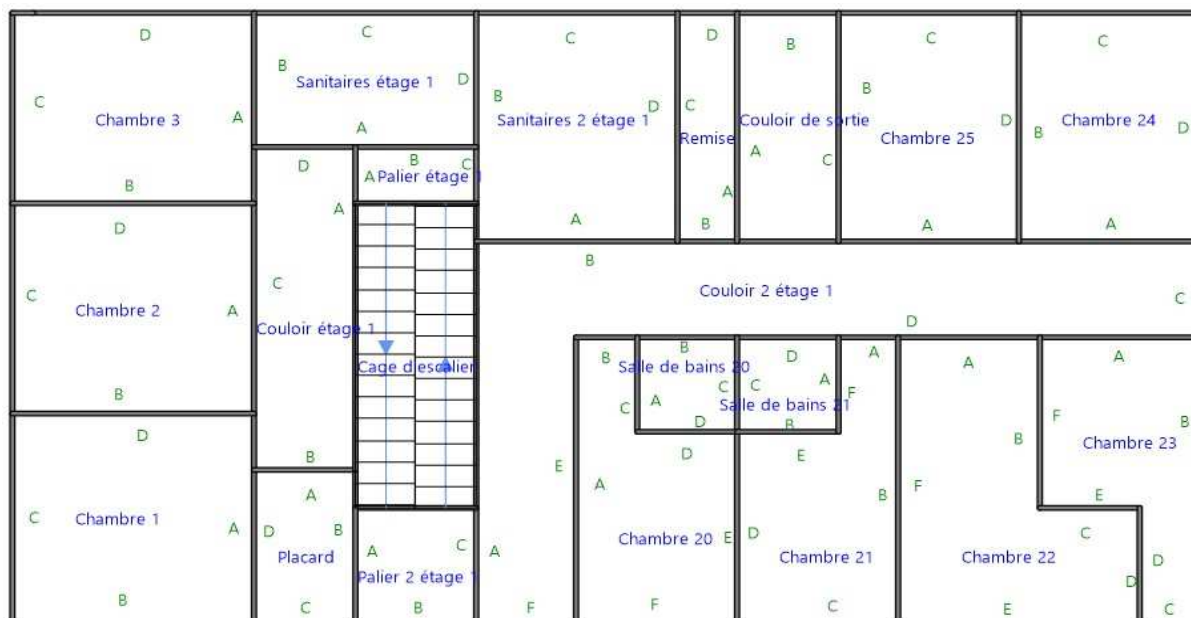 D
C
C
D
B
C
C
B
Sanitaires étage 1
D
B
D
B
C
B
D
Chambre 3
C
A
Sanitaires 2 étage 1
C
Couloir de sortie
D
Chambre 24
D
A
B
Remise
A
Chambre 25
B
D
B
C
C
A
Palier étage 1
B
A
A
D
A
A
B
A
A
C
B
C
Couloir 2 étage 1
C
Chambre 2
A
C
D
Couloir étage 1
B
B
D
A
A
A
Cage d'escalier
Salle de bains 20
C
C
A
F
B
C
A
Salle de bains 21
F
B
D
D
B
B
Chambre 23
B
D
E
E
A
F
A
B
E
C
Chambre 1
C
A
D
B
Chambre 20
E
D
C
Placard
A
C
A
Chambre 21
Chambre 22
D
Palier 2 étage 1
D
B
C
B
F
F
C
E
C